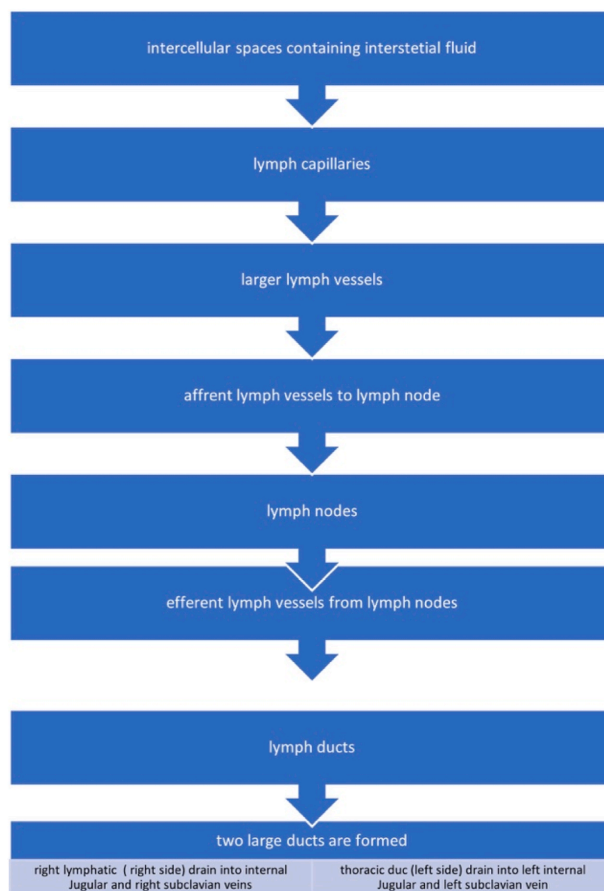 intercellular spaces containing interstetial fluid
lymph capillaries
larger lymph vessels
affrent lymph vessels to lymph node
lymph nodes
efferent lymph vessels from lymph nodes
lymph ducts
two large ducts are formed
right lymphatic ( right side) drain into internal
Jugular and right subclavian veins
thoracic duc (left side) drain into left internal
Jugular and left subclavian vein